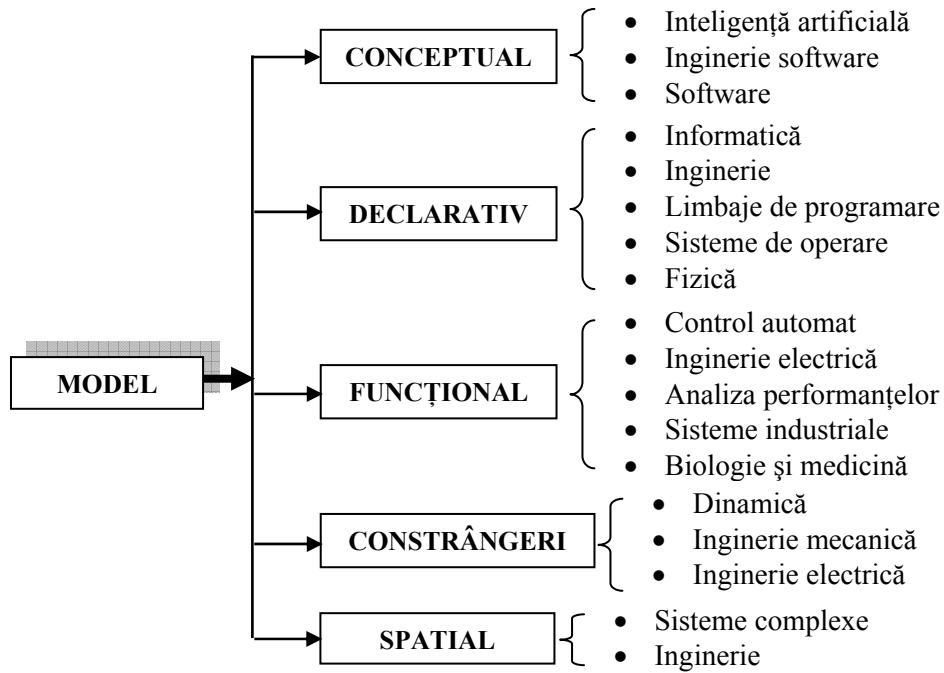 CONCEPTUAL
• Inteligență artificială
• Inginerie software
• Software
DECLARATIV
• Informatică
• Inginerie
• Limbaje de programare
• Sisteme de operare
• Fizică
MODEL
FUNCȚIONAL
• Control automat
• Inginerie electrică
• Analiza performanțelor
• Sisteme industriale
• Biologie şi medicină
CONSTRÂNGERI
• Dinamică
• Inginerie mecanică
• Inginerie electrică
SPATIAL
• Sisteme complexe
• Inginerie